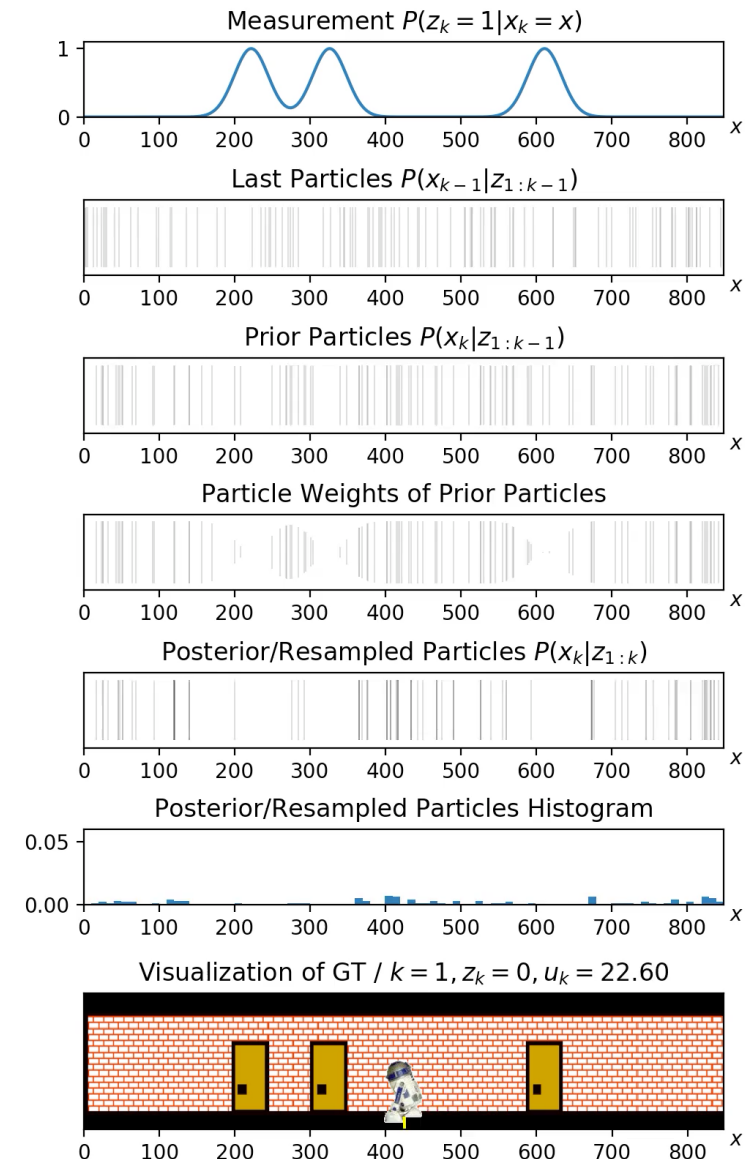 Measurement P(z_k = 1|x_k = x)
1
0
0 100 200 300 400 500 600 700 800 x
Last Particles P(x_{k−1}|z_{1:k−1})
0 100 200 300 400 500 600 700 800 x
Prior Particles P(x_k|z_{1:k−1})
0 100 200 300 400 500 600 700 800 x
Particle Weights of Prior Particles
0 100 200 300 400 500 600 700 800 x
Posterior/Resampled Particles P(x_k|z_{1:k})
0 100 200 300 400 500 600 700 800 x
Posterior/Resampled Particles Histogram
0.05
0.00
0 100 200 300 400 500 600 700 800 x
Visualization of GT / k = 1, z_k = 0, u_k = 22.60
0 100 200 300 400 500 600 700 800 x